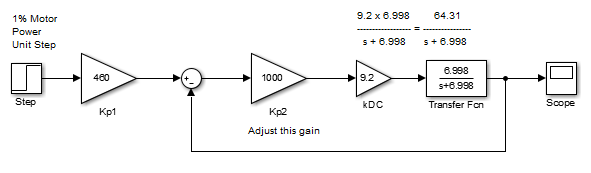 1% Motor
Power
Unit Step
9.2 x 6.998
64.31
------------------ = ----------------
s + 6.998
s + 6.998
460
+
-
1000
9.2
6.998
s+6.998
Step
Kp1
Kp2
kDC
Transfer Fcn
Scope
Adjust this gain